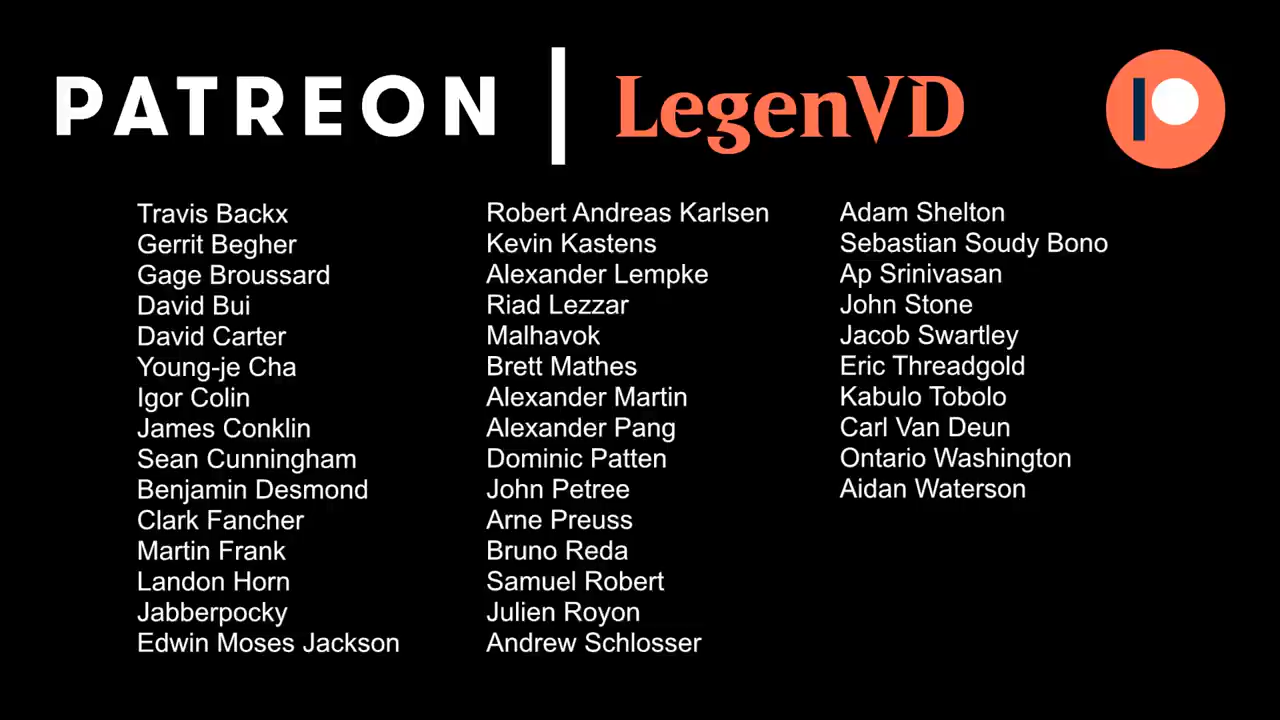 PATREON | LegenVD
Travis Backx
Gerrit Begher
Gage Broussard
David Bui
David Carter
Young-je Cha
Igor Colin
James Conklin
Sean Cunningham
Benjamin Desmond
Clark Fancher
Martin Frank
Landon Horn
Jabberpocky
Edwin Moses Jackson
Robert Andreas Karlsen
Kevin Kastens
Alexander Lempke
Riad Lezzar
Malhavok
Brett Mathes
Alexander Martin
Alexander Pang
Dominic Patten
John Petree
Arne Preuss
Bruno Reda
Samuel Robert
Julien Royon
Andrew Schlosser
Adam Shelton
Sebastian Soudy Bono
Ap Srinivasan
John Stone
Jacob Swartley
Eric Threadgold
Kabulo Tobolo
Carl Van Deun
Ontario Washington
Aidan Waterson